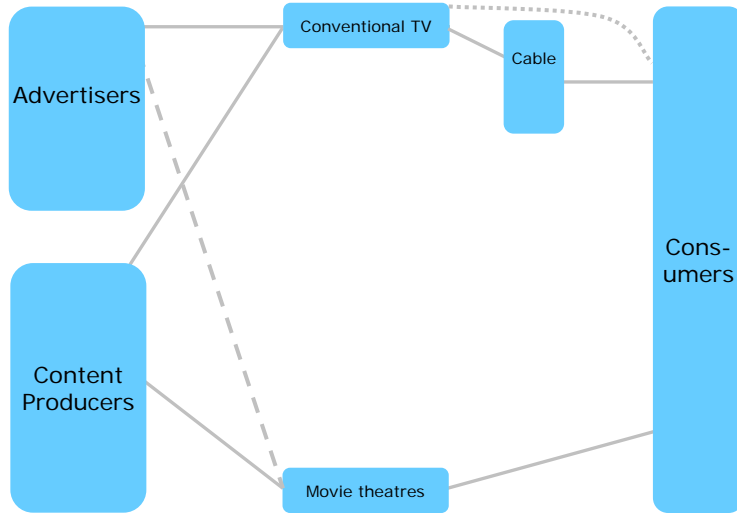 Conventional TV
Cable
Advertisers
Cons-
umers
Content
Producers
Movie theatres